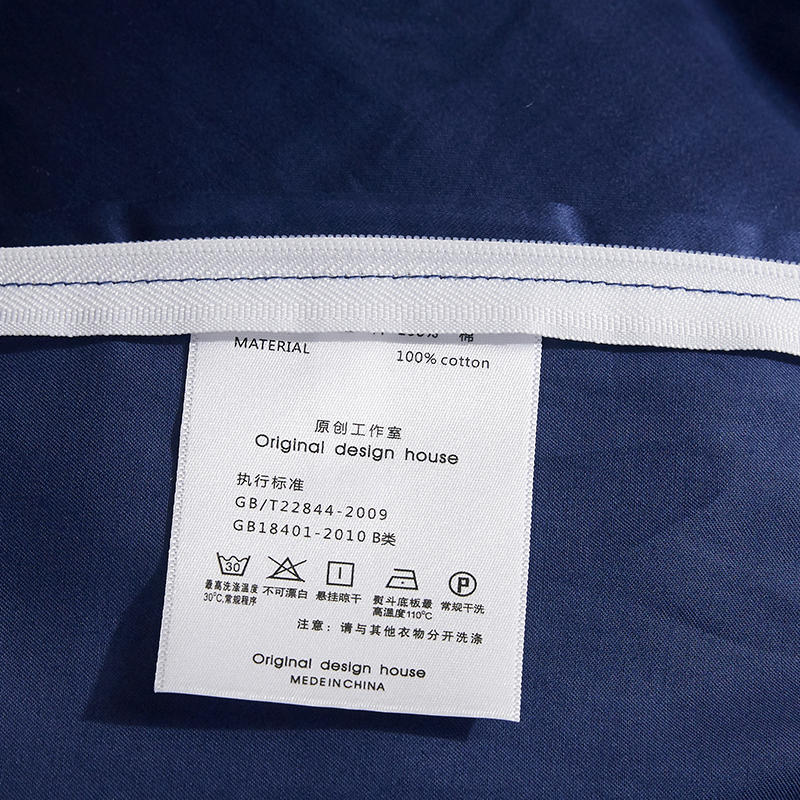 100% 棉
MATERIAL 100% cotton
原创工作室
Original design house
执行标准
GB/T22844-2009
GB18401-2010 B类
30 P
最高洗涤温度 不可漂白 悬挂晾干 熨斗底板最 常规干洗
30℃,常规程序 高温度110℃
注意：请与其他衣物分开洗涤
Original design house
MEDEINCHINA